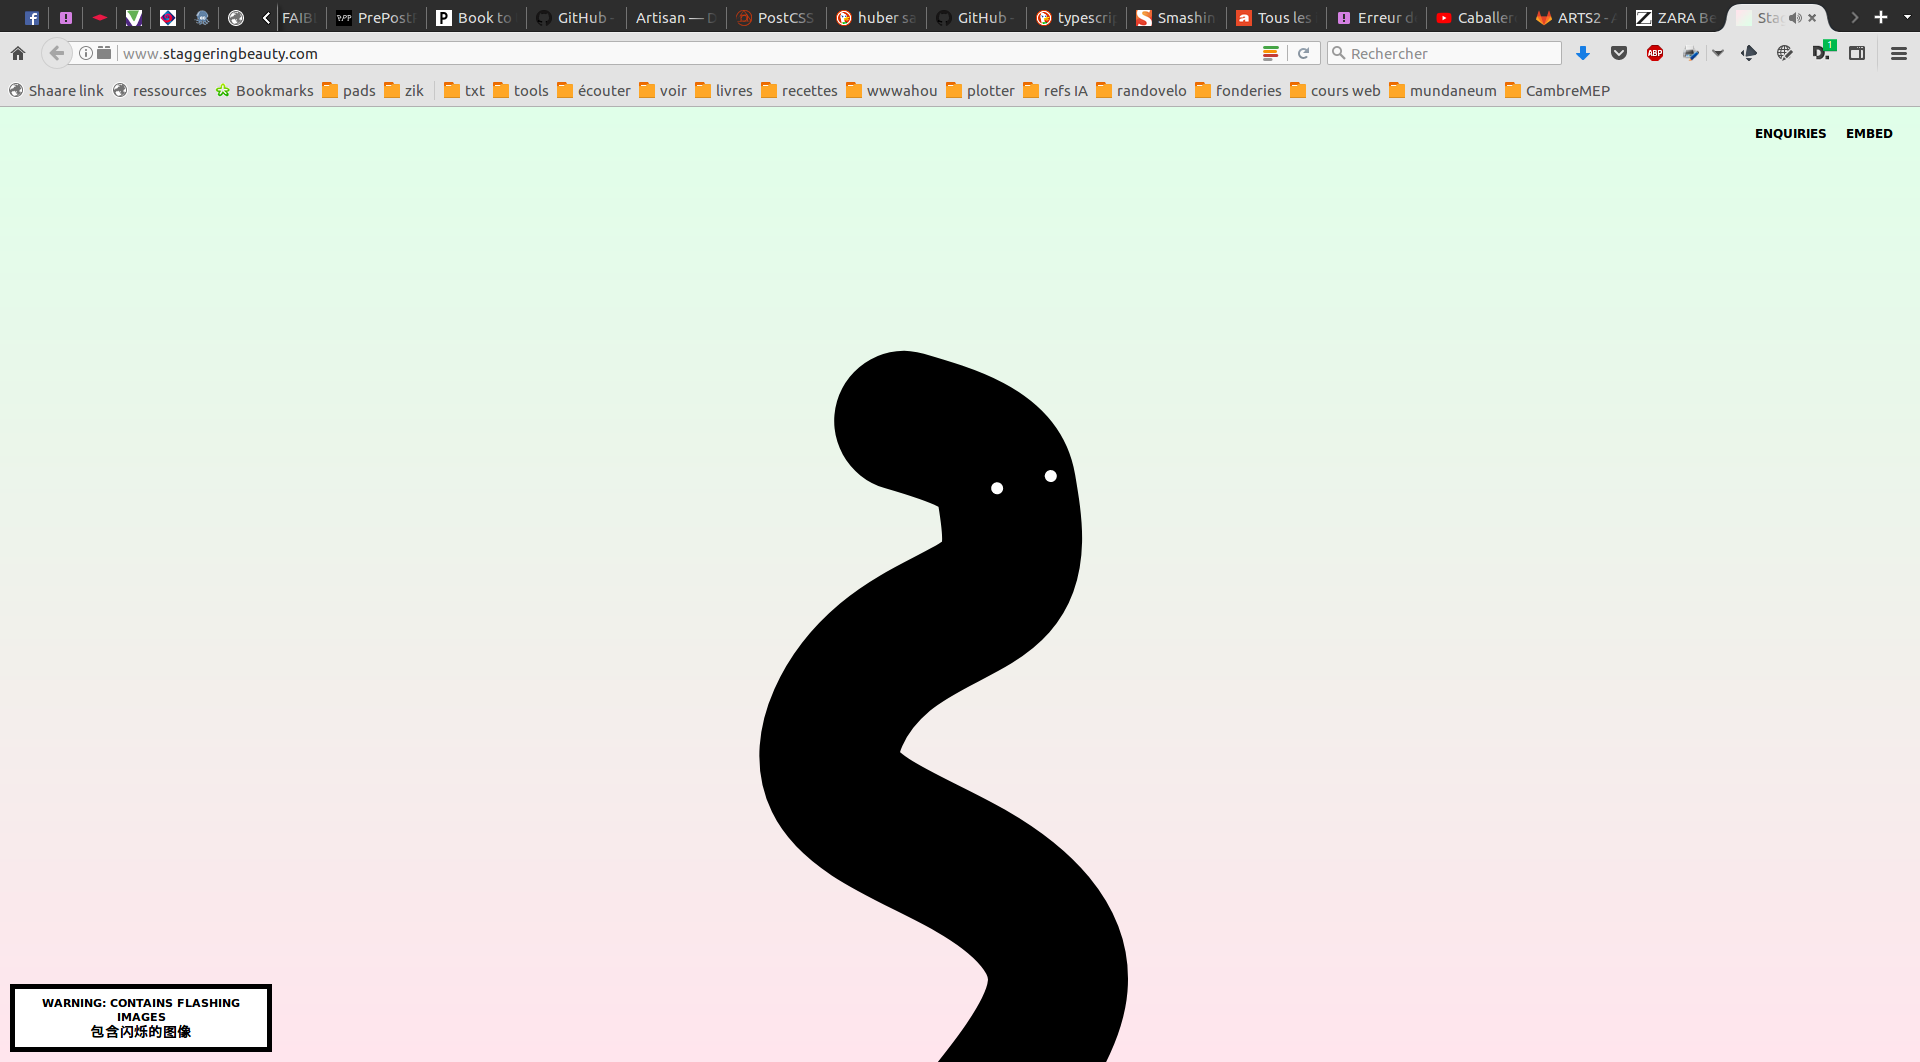 FAIB
PrePost
Book to
GitHub -
Artisan — D
PostCSS
huber sa
GitHub -
typescrip
Smashin
Tous les
Erreur d
Caballer
ARTS2 - A
ZARA Be
Sta
www.staggeringbeauty.com
Rechercher
ABP
1
Shaare link
ressources
Bookmarks
pads
zik
txt
tools
écouter
voir
livres
recettes
wwwahou
plotter
refs IA
randovelo
fonderies
cours web
mundaneum
CambreMEP
ENQUIRIES
EMBED
WARNING: CONTAINS FLASHING
IMAGES
包含闪烁的图像